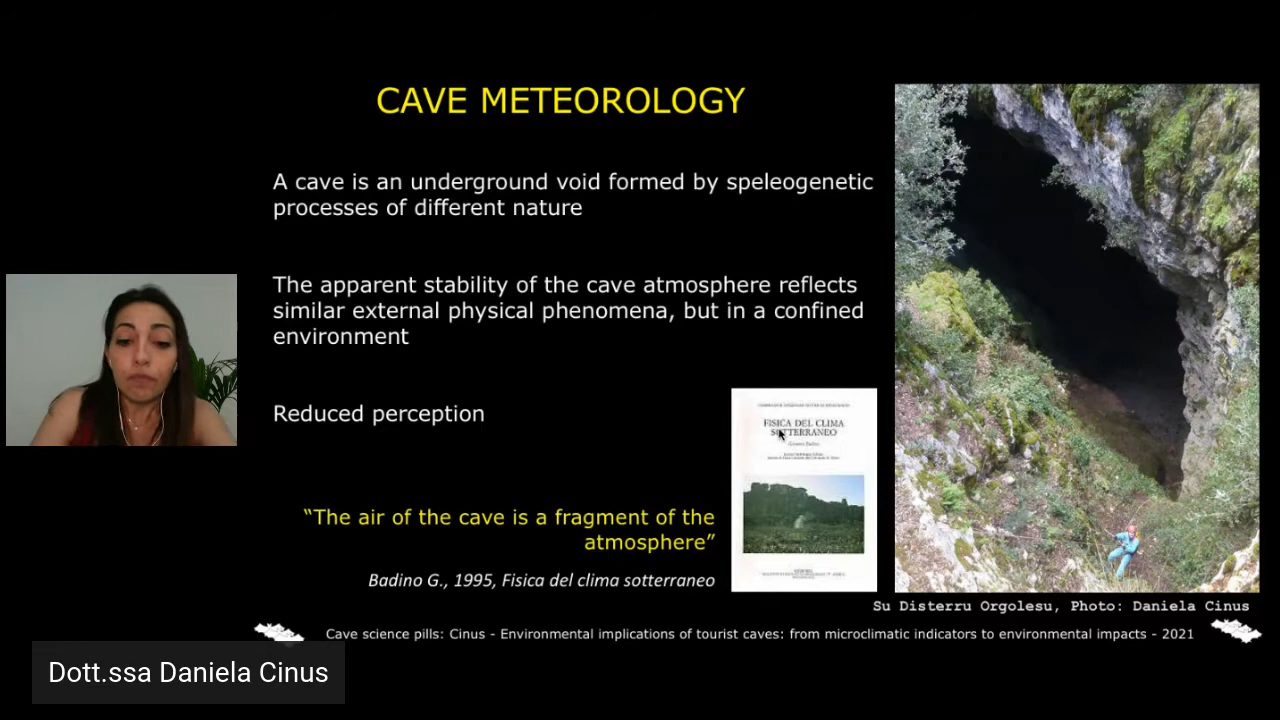 CAVE METEOROLOGY
A cave is an underground void formed by speleogenetic
processes of different nature
The apparent stability of the cave atmosphere reflects
similar external physical phenomena, but in a confined
environment
Reduced perception
FISICA DEL CLIMA
SOTTERRANEO
“The air of the cave is a fragment of the
atmosphere”
Badino G., 1995, Fisica del clima sotterraneo
Su Disterru Orgolesu, Photo: Daniela Cinus
Cave science pills: Cinus - Environmental implications of tourist caves: from microclimatic indicators to environmental impacts - 2021
Dott.ssa Daniela Cinus